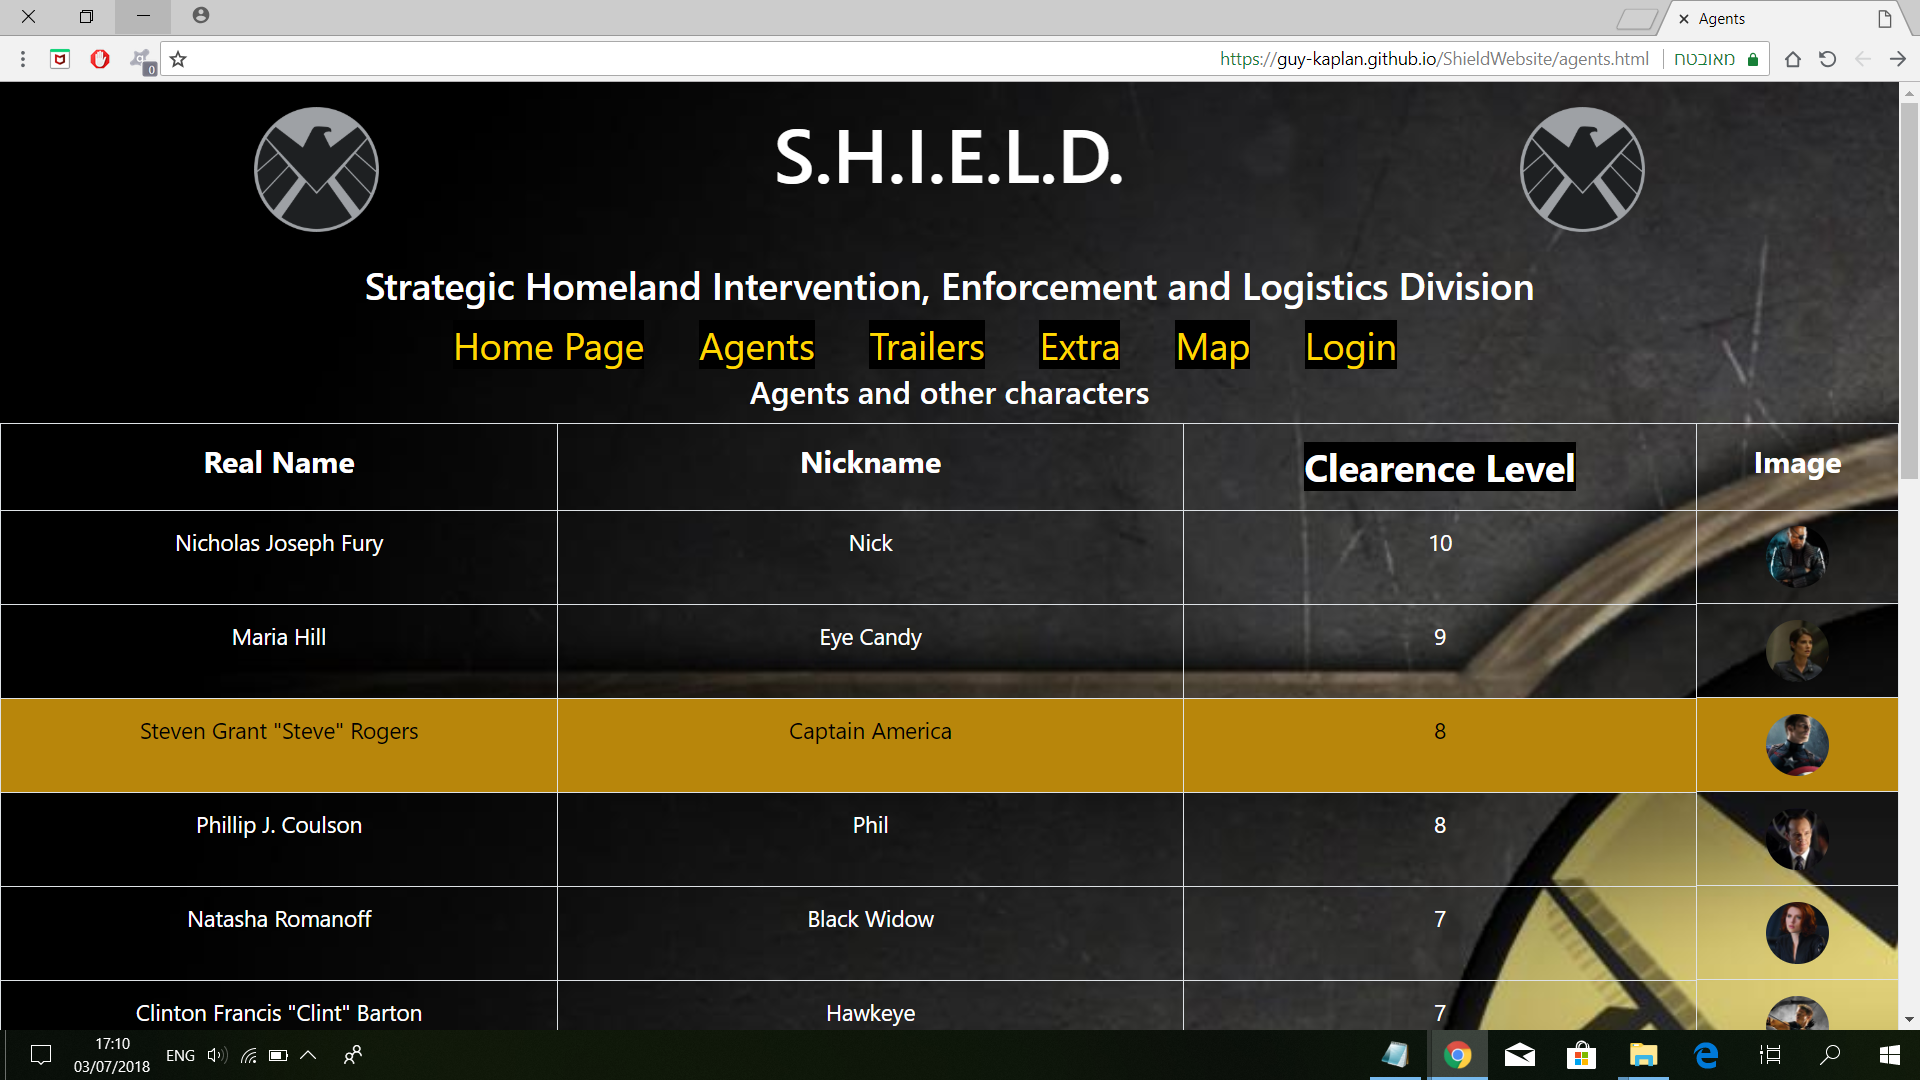 Agents
https://guy-kaplan.github.io/ShieldWebsite/agents.html מאובטח
0
S.H.I.E.L.D.
Strategic Homeland Intervention, Enforcement and Logistics Division
Home Page Agents Trailers Extra Map Login
Agents and other characters
Real Name Nickname Clearence Level Image
Nicholas Joseph Fury Nick 10
Maria Hill Eye Candy 9
Steven Grant "Steve" Rogers Captain America 8
Phillip J. Coulson Phil 8
Natasha Romanoff Black Widow 7
Clinton Francis "Clint" Barton Hawkeye 7
17:10
03/07/2018
ENG